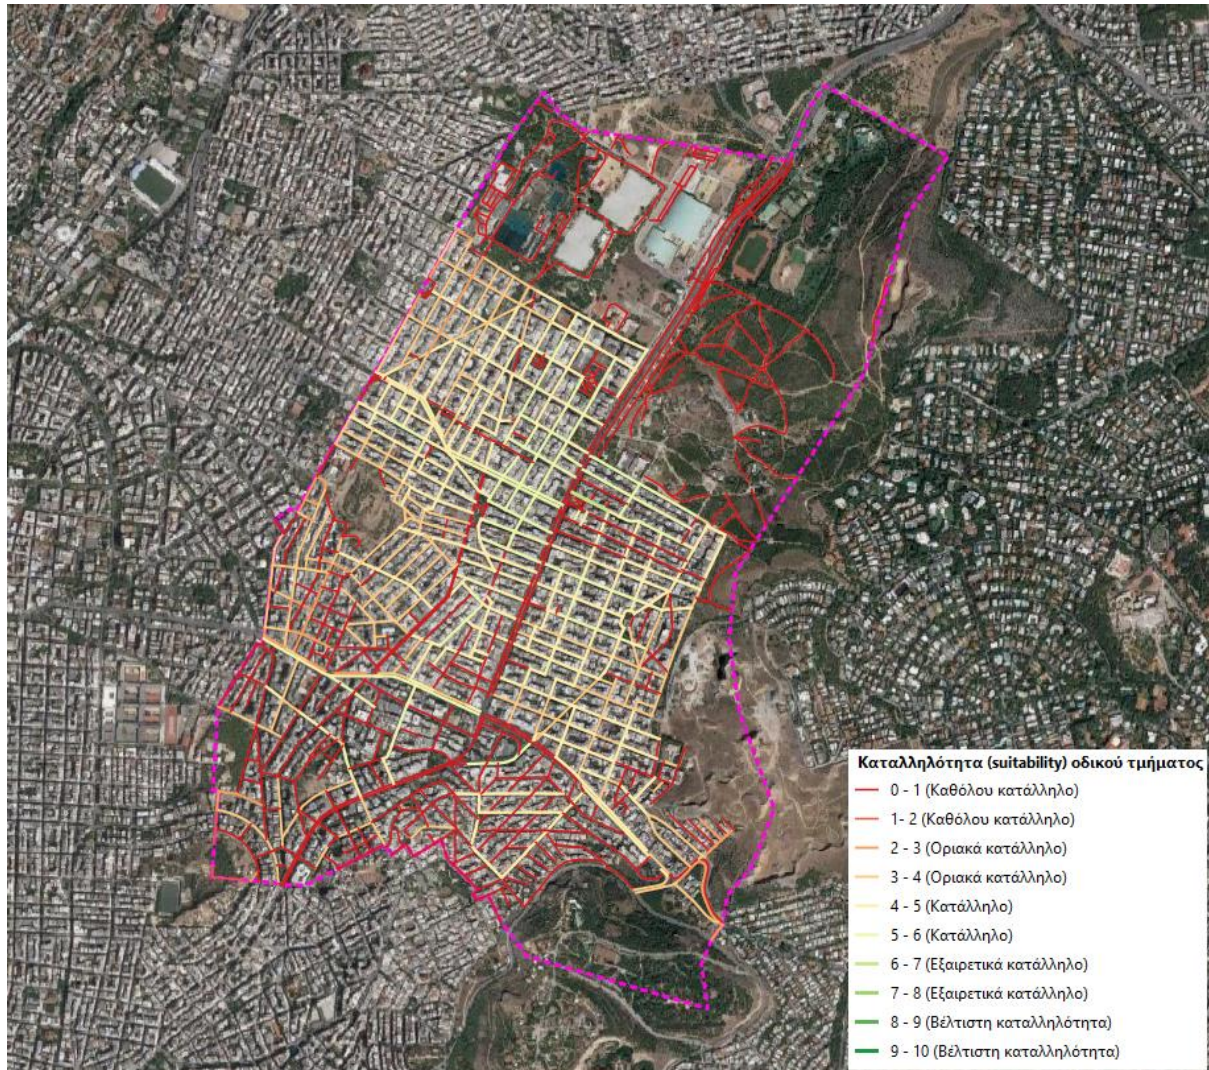 Καταλληλότητα (suitability) οδικού τμήματος
0 - 1 (Καθόλου κατάλληλο)
1- 2 (Καθόλου κατάλληλο)
2 - 3 (Οριακά κατάλληλο)
3 - 4 (Οριακά κατάλληλο)
4 - 5 (Κατάλληλο)
5 - 6 (Κατάλληλο)
6 - 7 (Εξαιρετικά κατάλληλο)
7 - 8 (Εξαιρετικά κατάλληλο)
8 - 9 (Βέλτιστη καταλληλότητα)
9 - 10 (Βέλτιστη καταλληλότητα)